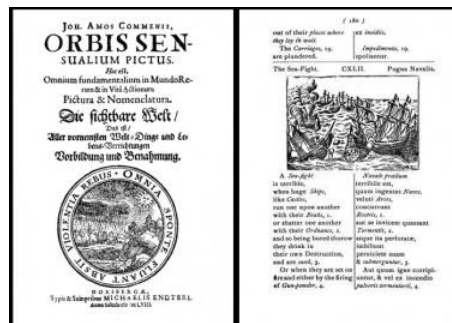 JOH. AMOS COMMENII,
ORBIS SEN-
SUALIUM PICTUS.
Hoc est,
Omnium fundamentalium in Mundo Re-
rum & in Vitâ Actionum
Pictura & Nomenclatura.
Die sichtbare Welt/
Das ist/
Aller vornemsten Welt-Dinge und Le-
bens-Verrichtungen
Vorbildung und Benahmung.
OMNIA SPONTE FLUANT ABSIT VIOLENTIA REBUS
NORIBERGÆ,
Typis & Sumptibus MICHAELIS ENDTERI,
( 180 )
out of their places where
they lay in wait.
The Carriages, 19.
are plundered.
ex insidiis.
Impedimenta, 19.
spoliantur.
The Sea-Fight. CXLII. Pugna Navalis.
A Sea-fight
is terrible,
when huge Ships,
like Castles,
run one upon another
with their Beaks, 1.
or shatter one another
with their Ordnance, 2.
and so being bored thorow
they drink in
their own Destruction,
and are sunk, 3.
Or when they are set on
fire and either by the firing
of Gun-powder, 4.
Navale prœlium
terribile est,
quum ingentes Naves,
veluti Arces,
concurrunt
Rostris, 1.
aut se invicem quassant
Tormentis, 2.
atque ita perforatæ,
imbibunt
perniciem suam
& submerguntur, 3.
Aut quum igne corripi-
untur, & vel ex incendio
pulveris tormentarii, 4.